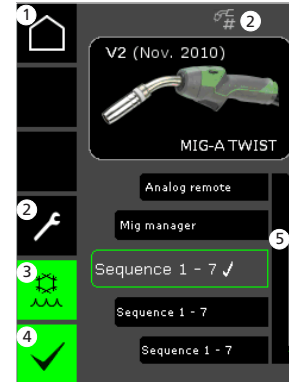 1
2
V2 (Nov. 2010)
MIG-A TWIST
Analog remote
2
Mig manager
5
3
Sequence 1 - 7 ✓
Sequence 1 - 7
4
Sequence 1 - 7